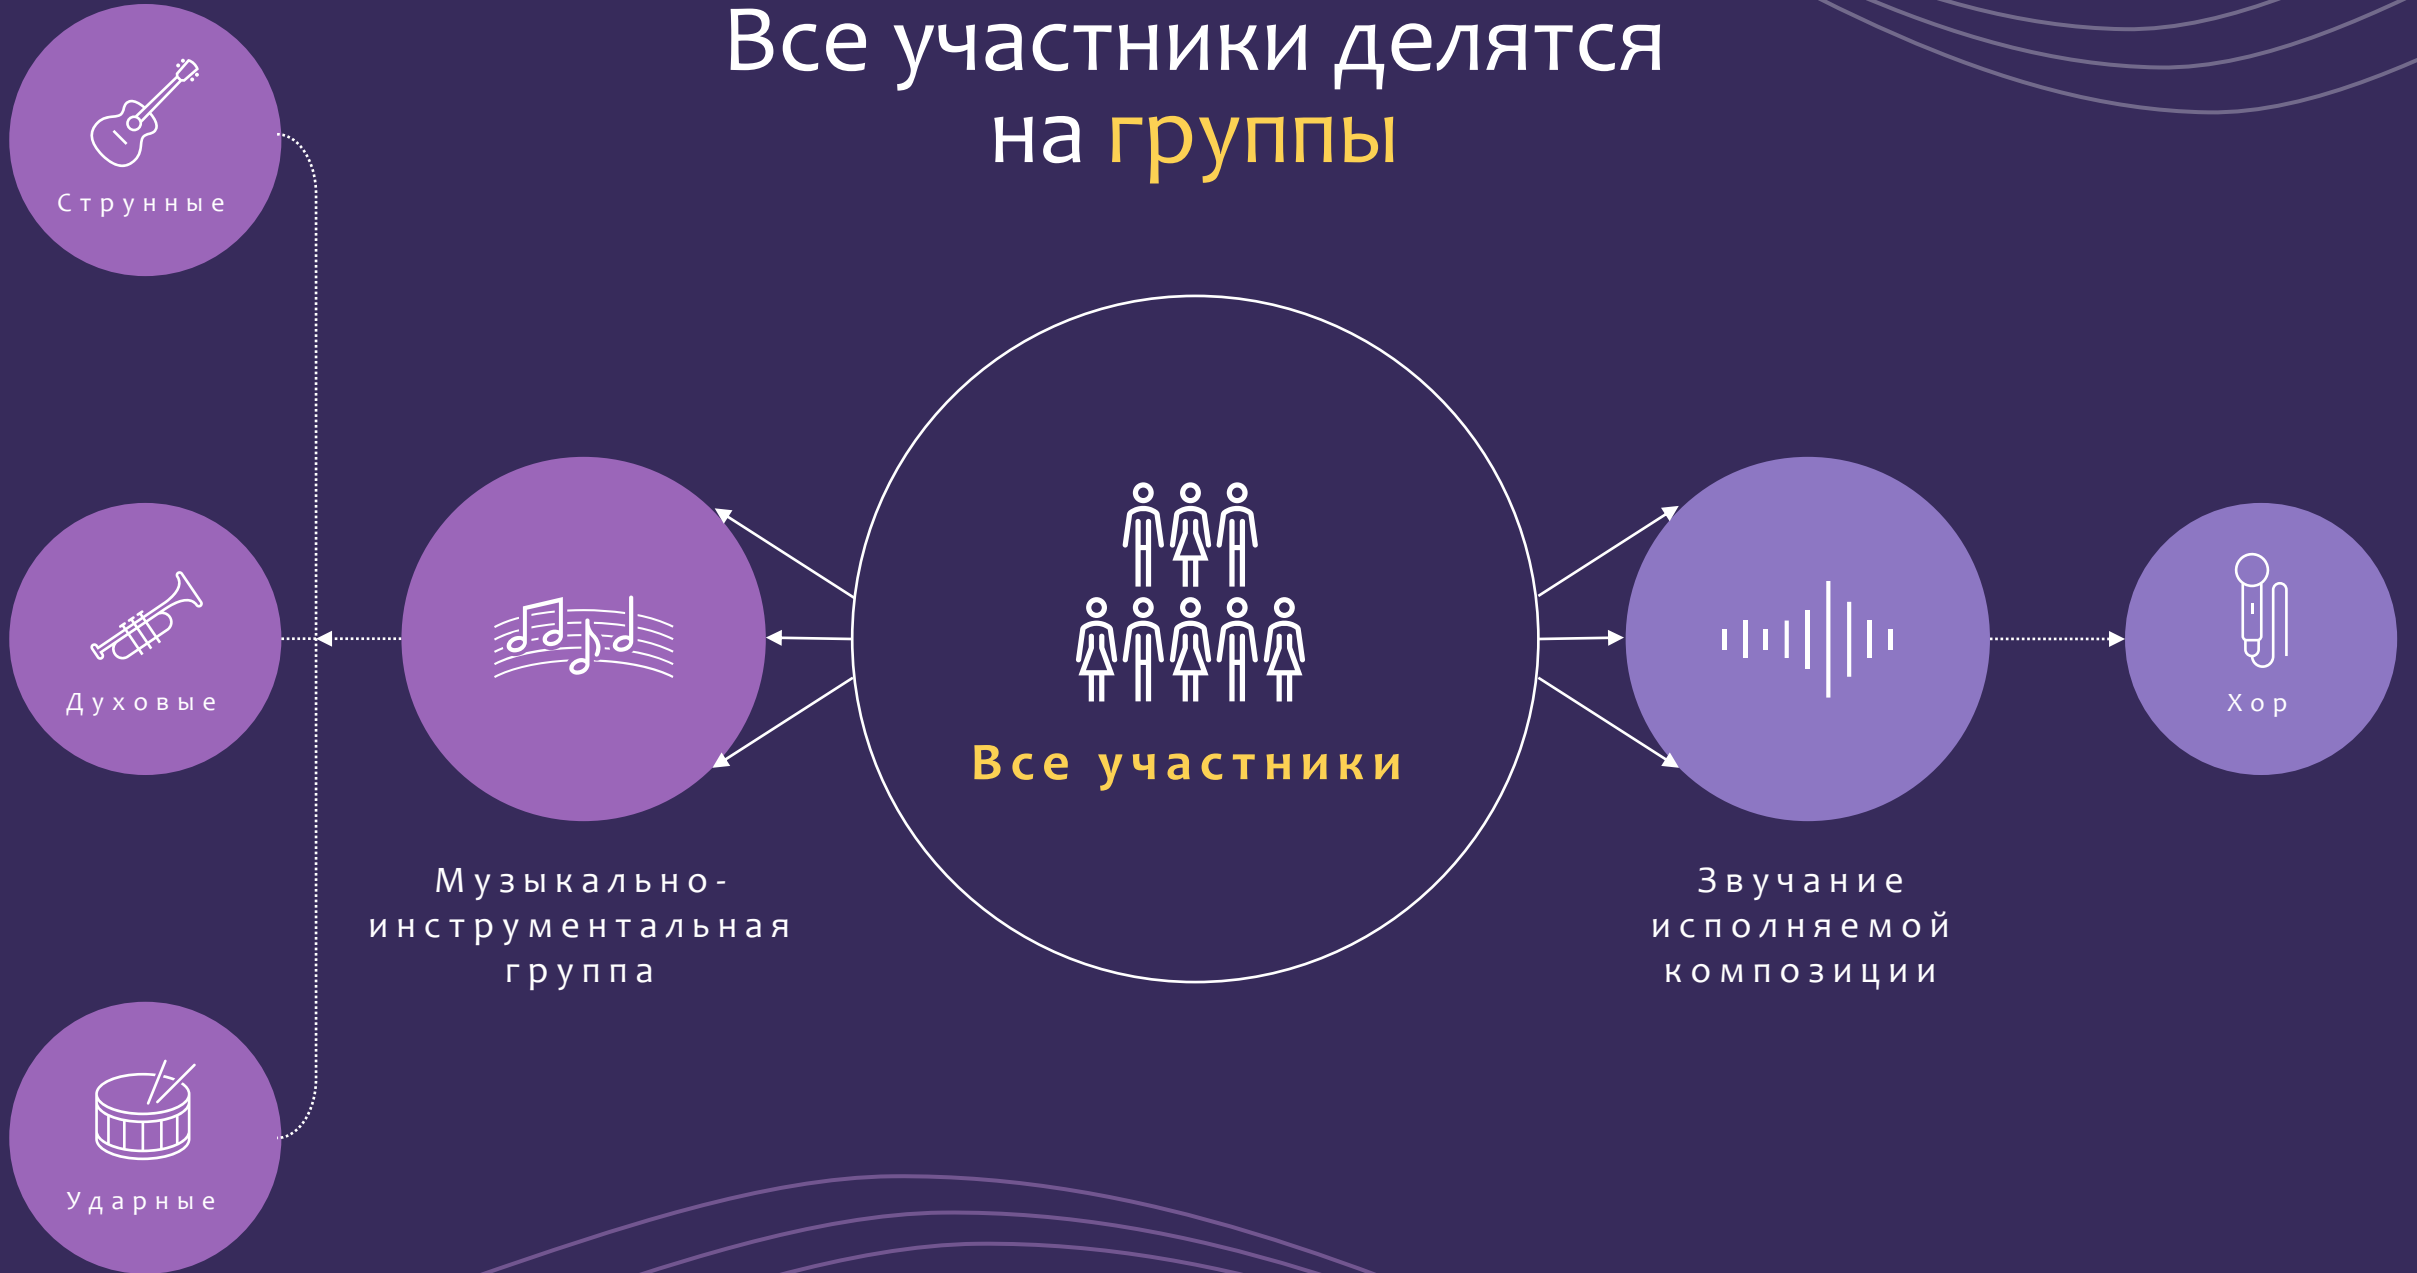 Все участники делятся
на группы
Струнные
Духовые
Ударные
Музыкально-
инструментальная
группа
Все участники
Звучание
исполняемой
композиции
Хор